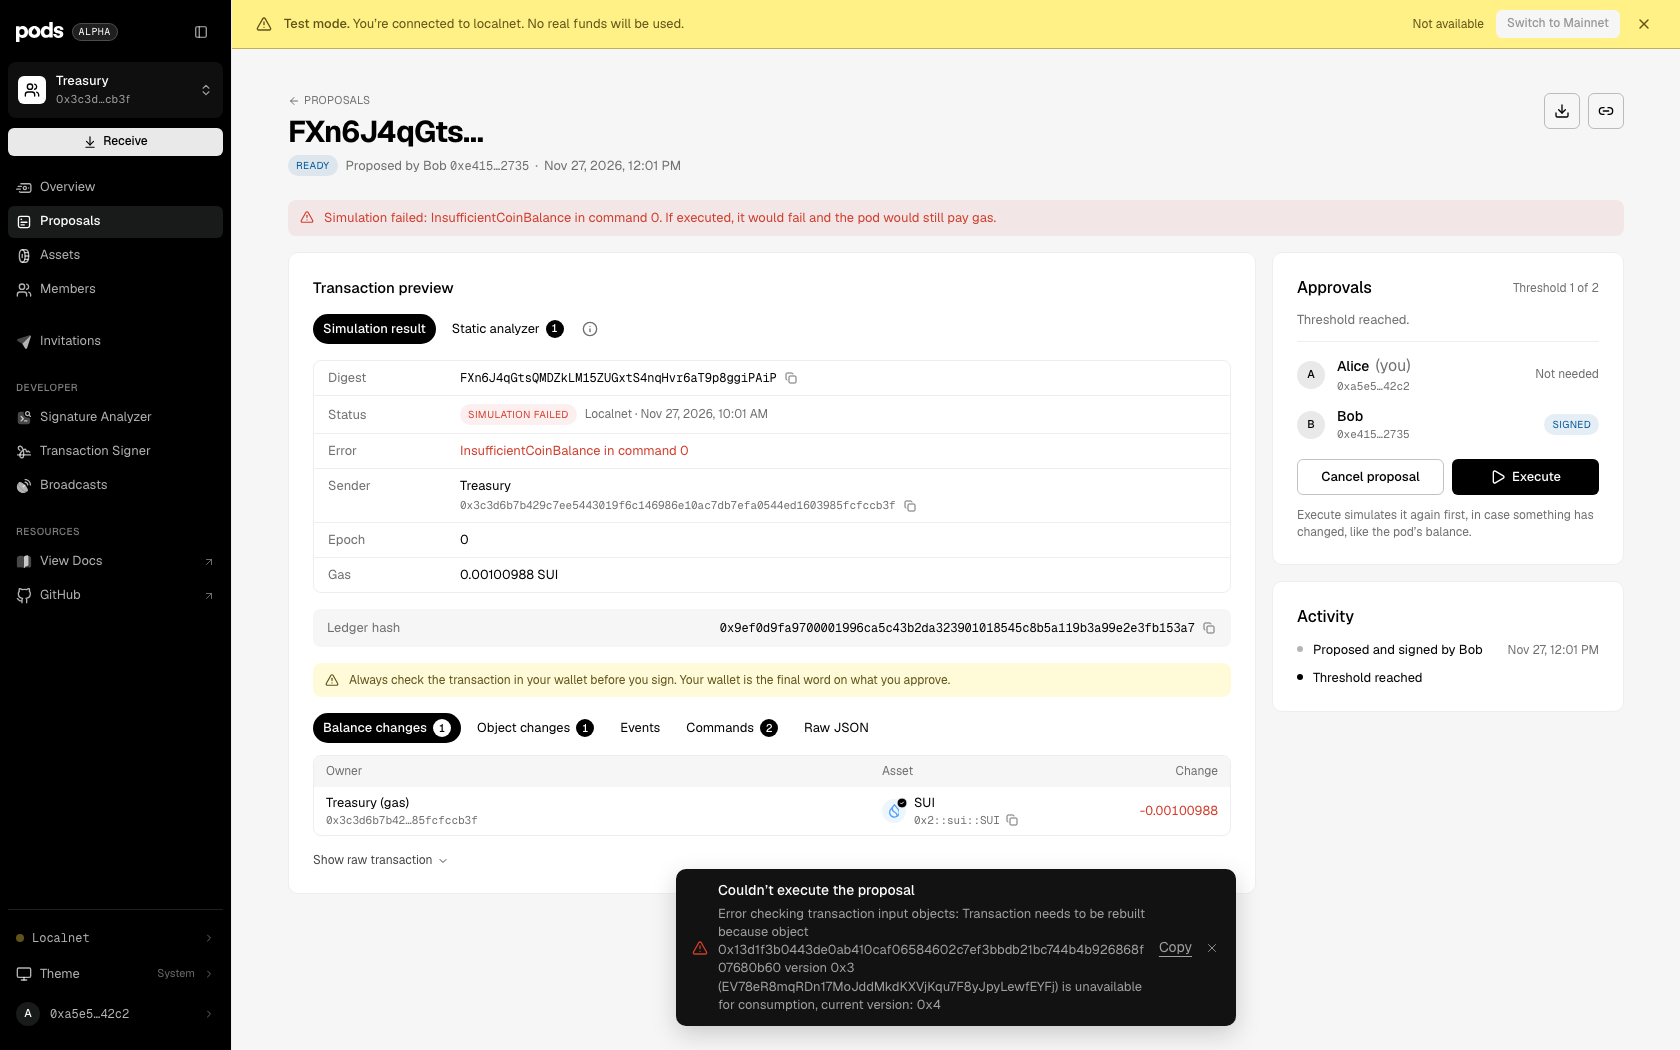 pods ALPHA
Treasury
0x3c3d…cb3f
Receive
Overview
Proposals
Assets
Members
Invitations
DEVELOPER
Signature Analyzer
Transaction Signer
Broadcasts
RESOURCES
View Docs
GitHub
Localnet
Theme System
A 0xa5e5…42c2
Test mode. You’re connected to localnet. No real funds will be used.
Not available Switch to Mainnet
PROPOSALS
FXn6J4qGts…
READY Proposed by Bob 0xe415…2735 · Nov 27, 2026, 12:01 PM
Simulation failed: InsufficientCoinBalance in command 0. If executed, it would fail and the pod would still pay gas.
Transaction preview
Simulation result Static analyzer 1
Digest FXn6J4qGtsQMDZkLM15ZUGxtS4nqHvr6aT9p8ggiPAiP
Status SIMULATION FAILED Localnet · Nov 27, 2026, 10:01 AM
Error InsufficientCoinBalance in command 0
Sender Treasury
0x3c3d6b7b429c7ee5443019f6c146986e10ac7db7efa0544ed1603985fcfccb3f
Epoch 0
Gas 0.00100988 SUI
Ledger hash 0x9ef0d9fa9700001996ca5c43b2da323901018545c8b5a119b3a99e2e3fb153a7
Always check the transaction in your wallet before you sign. Your wallet is the final word on what you approve.
Balance changes 1 Object changes 1 Events Commands 2 Raw JSON
Owner Asset Change
Treasury (gas) SUI -0.00100988
0x3c3d6b7b42…85fcfccb3f 0x2::sui::SUI
Show raw transaction
Approvals Threshold 1 of 2
Threshold reached.
A Alice (you) Not needed
0xa5e5…42c2
B Bob SIGNED
0xe415…2735
Cancel proposal Execute
Execute simulates it again first, in case something has
changed, like the pod’s balance.
Activity
Proposed and signed by Bob Nov 27, 12:01 PM
Threshold reached
Couldn’t execute the proposal
Error checking transaction input objects: Transaction needs to be rebuilt
because object
0x13d1f3b0443de0ab410caf06584602c7ef3bbdb21bc744b4b926868f
07680b60 version 0x3
(EV78eR8mqRDn17MoJddMkdKXVjKqu7F8yJpyLewfEYFj) is unavailable
for consumption, current version: 0x4
Copy